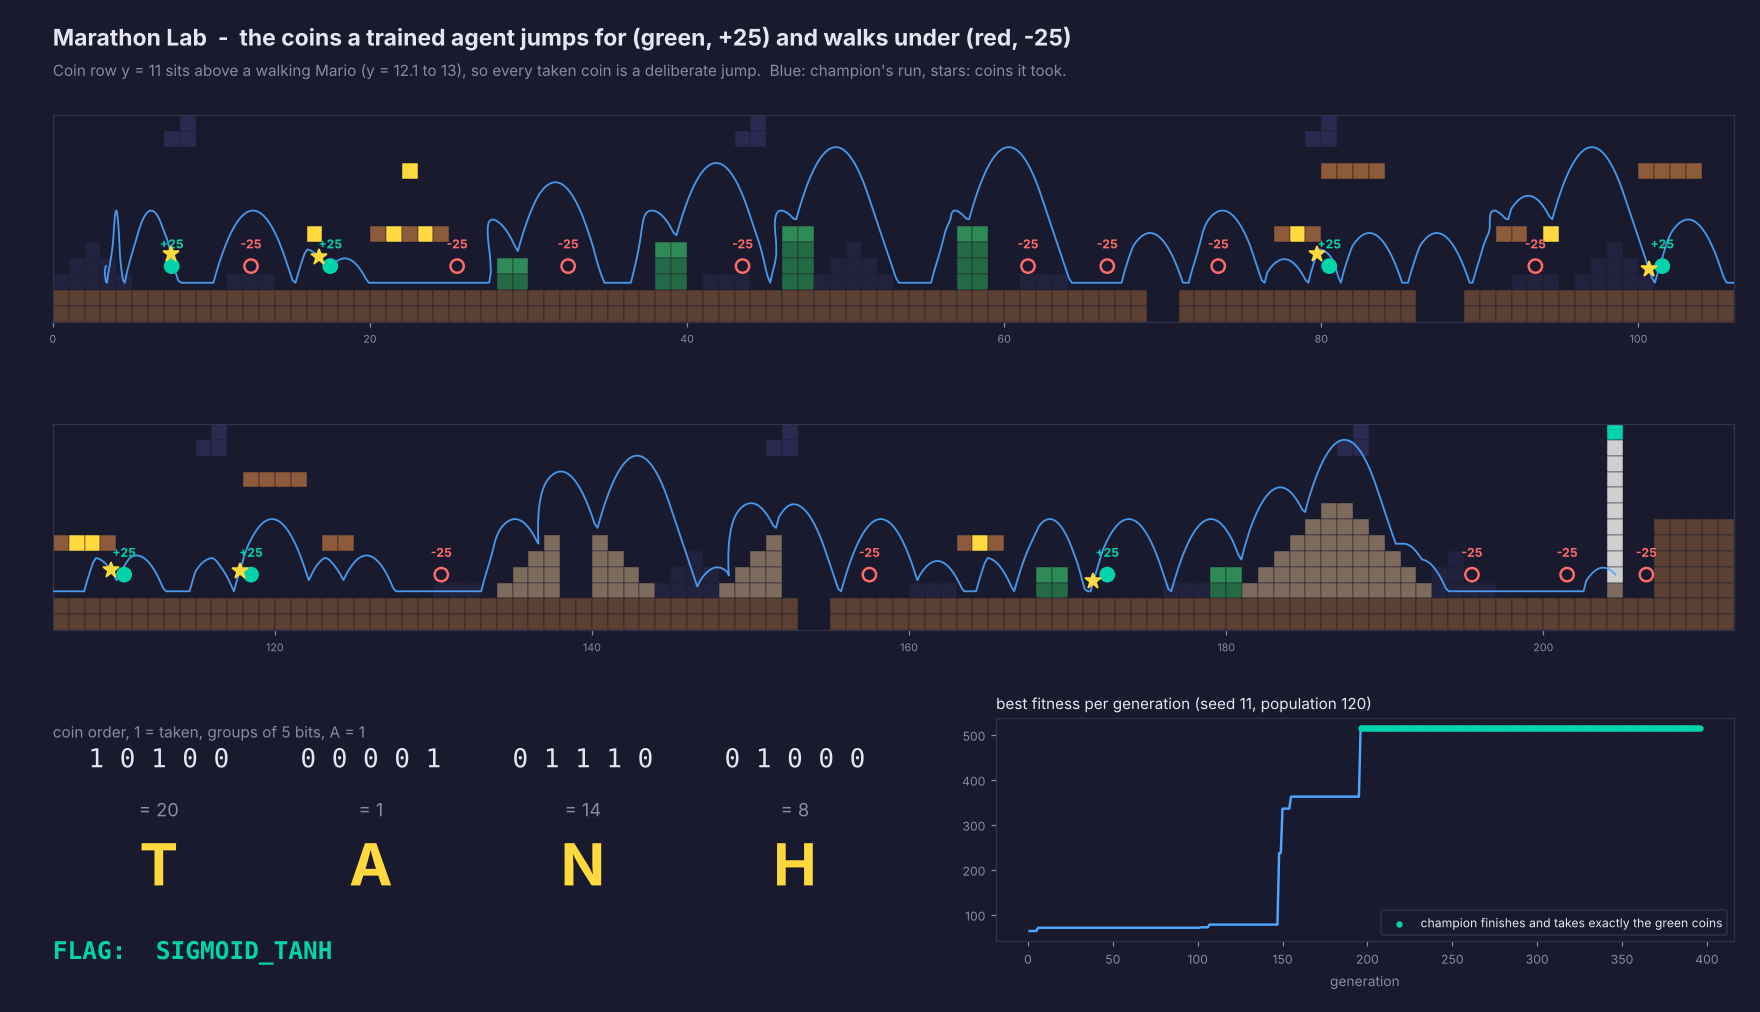 Marathon Lab - the coins a trained agent jumps for (green, +25) and walks under (red, -25)
Coin row y = 11 sits above a walking Mario (y = 12.1 to 13), so every taken coin is a deliberate jump. Blue: champion's run, stars: coins it took.
+25 -25 +25 -25 -25 -25 -25 -25 -25 +25 -25 +25
0 20 40 60 80 100
+25 +25 -25 -25 +25 -25 -25 -25
120 140 160 180 200
coin order, 1 = taken, groups of 5 bits, A = 1
1 0 1 0 0 0 0 0 0 1 0 1 1 1 0 0 1 0 0 0
= 20 = 1 = 14 = 8
T A N H
FLAG: SIGMOID_TANH
best fitness per generation (seed 11, population 120)
500
400
300
200
100
champion finishes and takes exactly the green coins
0 50 100 150 200 250 300 350 400
generation